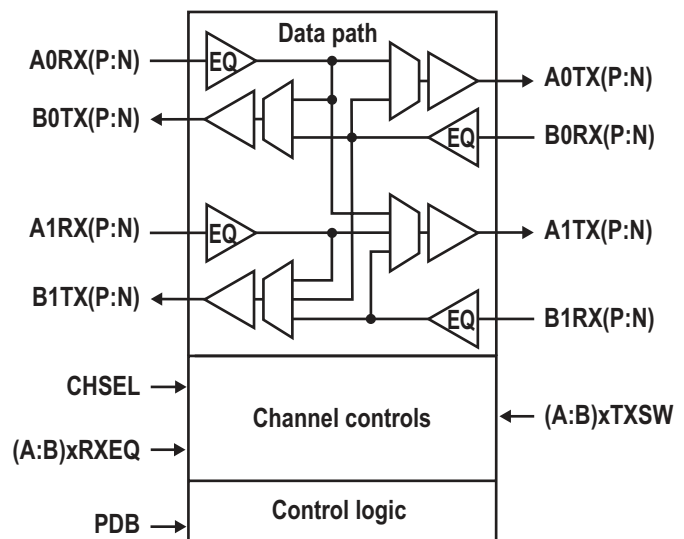 Data path
A0RX(P:N)
EQ
A0TX(P:N)
B0TX(P:N)
EQ
B0RX(P:N)
A1RX(P:N)
EQ
A1TX(P:N)
B1TX(P:N)
EQ
B1RX(P:N)
CHSEL
Channel controls
(A:B)xTXSW
(A:B)xRXEQ
Control logic
PDB